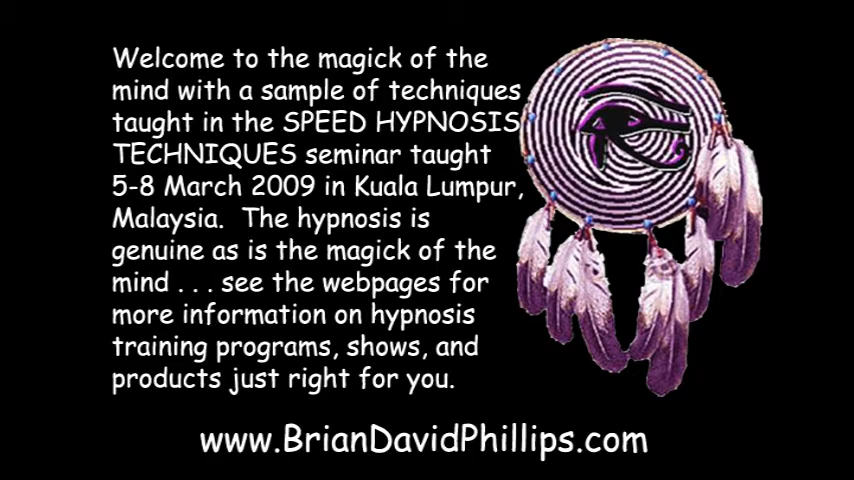 Welcome to the magick of the
mind with a sample of techniques
taught in the SPEED HYPNOSIS
TECHNIQUES seminar taught
5-8 March 2009 in Kuala Lumpur,
Malaysia.  The hypnosis is
genuine as is the magick of the
mind . . . see the webpages for
more information on hypnosis
training programs, shows, and
products just right for you.
www.BrianDavidPhillips.com